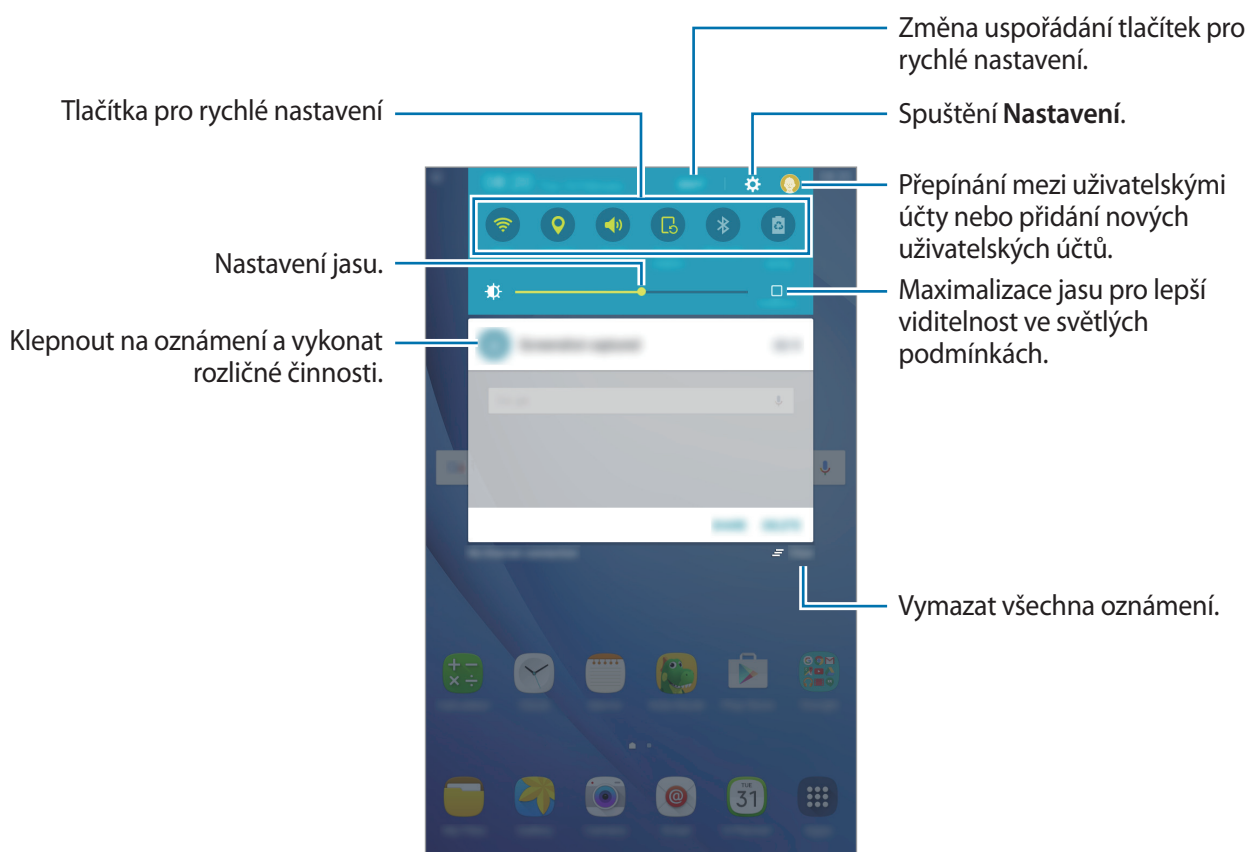 Změna uspořádání tlačítek pro
rychlé nastavení.
Tlačítka pro rychlé nastavení
Spuštění Nastavení.
Přepínání mezi uživatelskými
účty nebo přidání nových
uživatelských účtů.
Nastavení jasu.
Maximalizace jasu pro lepší
viditelnost ve světlých
podmínkách.
Klepnout na oznámení a vykonat
rozličné činnosti.
Vymazat všechna oznámení.
TUE
31